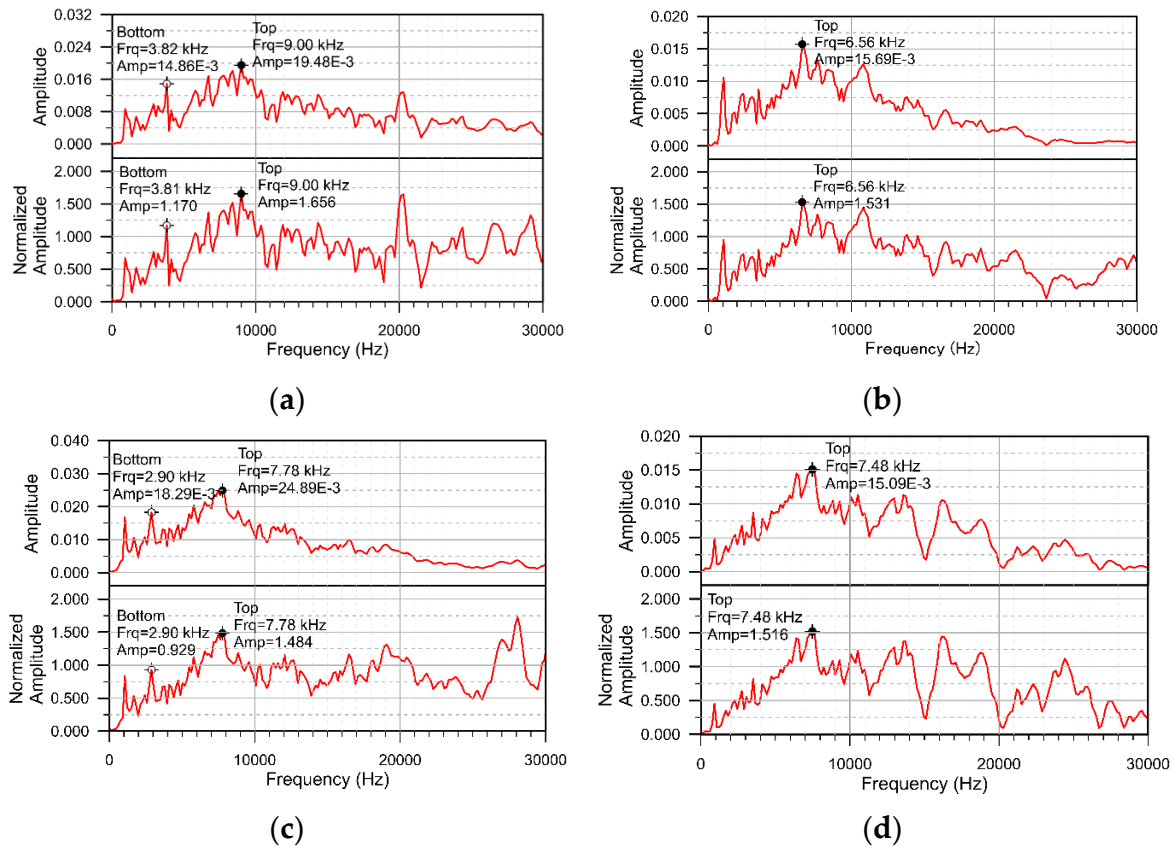 Bottom
Frq=3.82 kHz
Amp=14.86E-3
Top
Frq=9.00 kHz
Amp=19.48E-3
0.032
0.024
0.016
0.008
0.000
Amplitude
Bottom
Frq=3.81 kHz
Amp=1.170
Top
Frq=9.00 kHz
Amp=1.656
2.000
1.500
1.000
0.500
0.000
Normalized
Amplitude
0 10000 20000 30000
Frequency (Hz)
(a)
Top
Frq=6.56 kHz
Amp=15.69E-3
0.020
0.015
0.010
0.005
0.000
Amplitude
Top
Frq=6.56 kHz
Amp=1.531
2.000
1.500
1.000
0.500
0.000
Normalized
Amplitude
0 10000 20000 30000
Frequency (Hz)
(b)
Bottom
Frq=2.90 kHz
Amp=18.29E-3
Top
Frq=7.78 kHz
Amp=24.89E-3
0.040
0.030
0.020
0.010
0.000
Amplitude
Bottom
Frq=2.90 kHz
Amp=0.929
Top
Frq=7.78 kHz
Amp=1.484
2.000
1.500
1.000
0.500
0.000
Normalized
Amplitude
0 10000 20000 30000
Frequency (Hz)
(c)
Top
Frq=7.48 kHz
Amp=15.09E-3
0.020
0.015
0.010
0.005
0.000
Amplitude
Top
Frq=7.48 kHz
Amp=1.516
2.000
1.500
1.000
0.500
0.000
Normalized
Amplitude
0 10000 20000 30000
Frequency (Hz)
(d)